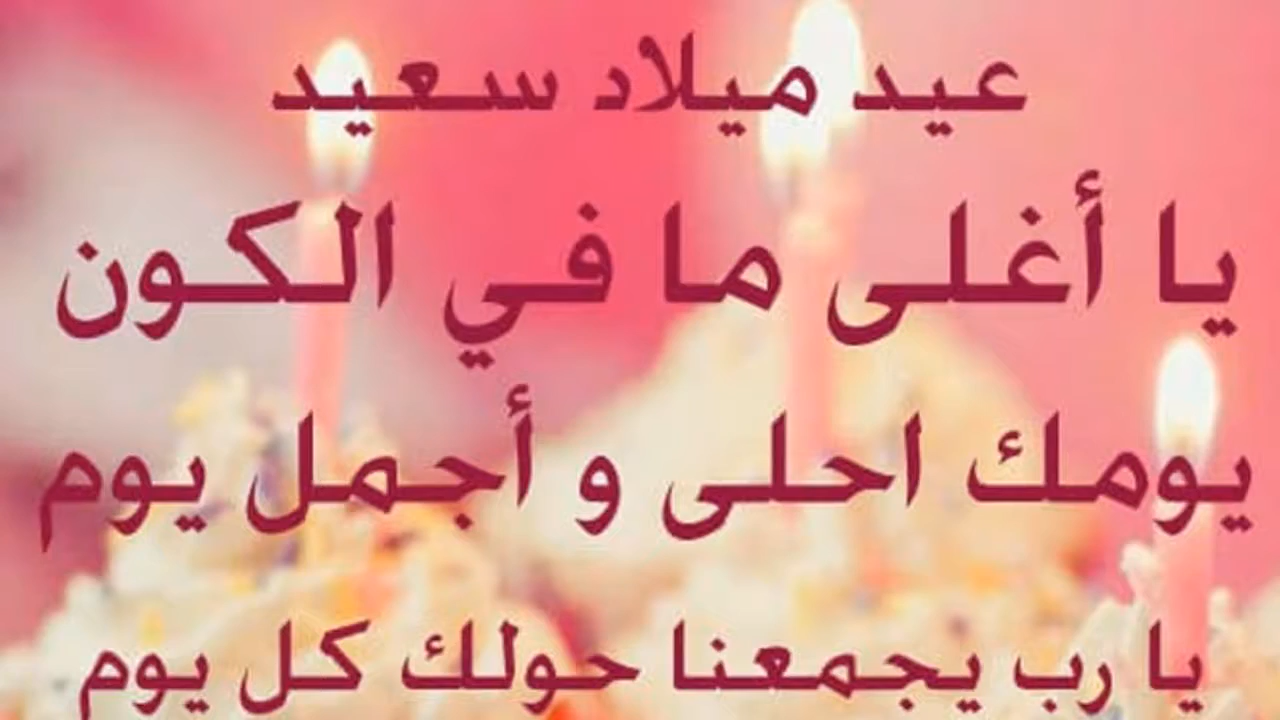 عيد ميلاد سعيد
يا أغلى ما في الكون
يومك احلى و أجمل يوم
يا رب يجمعنا حولك كل يوم